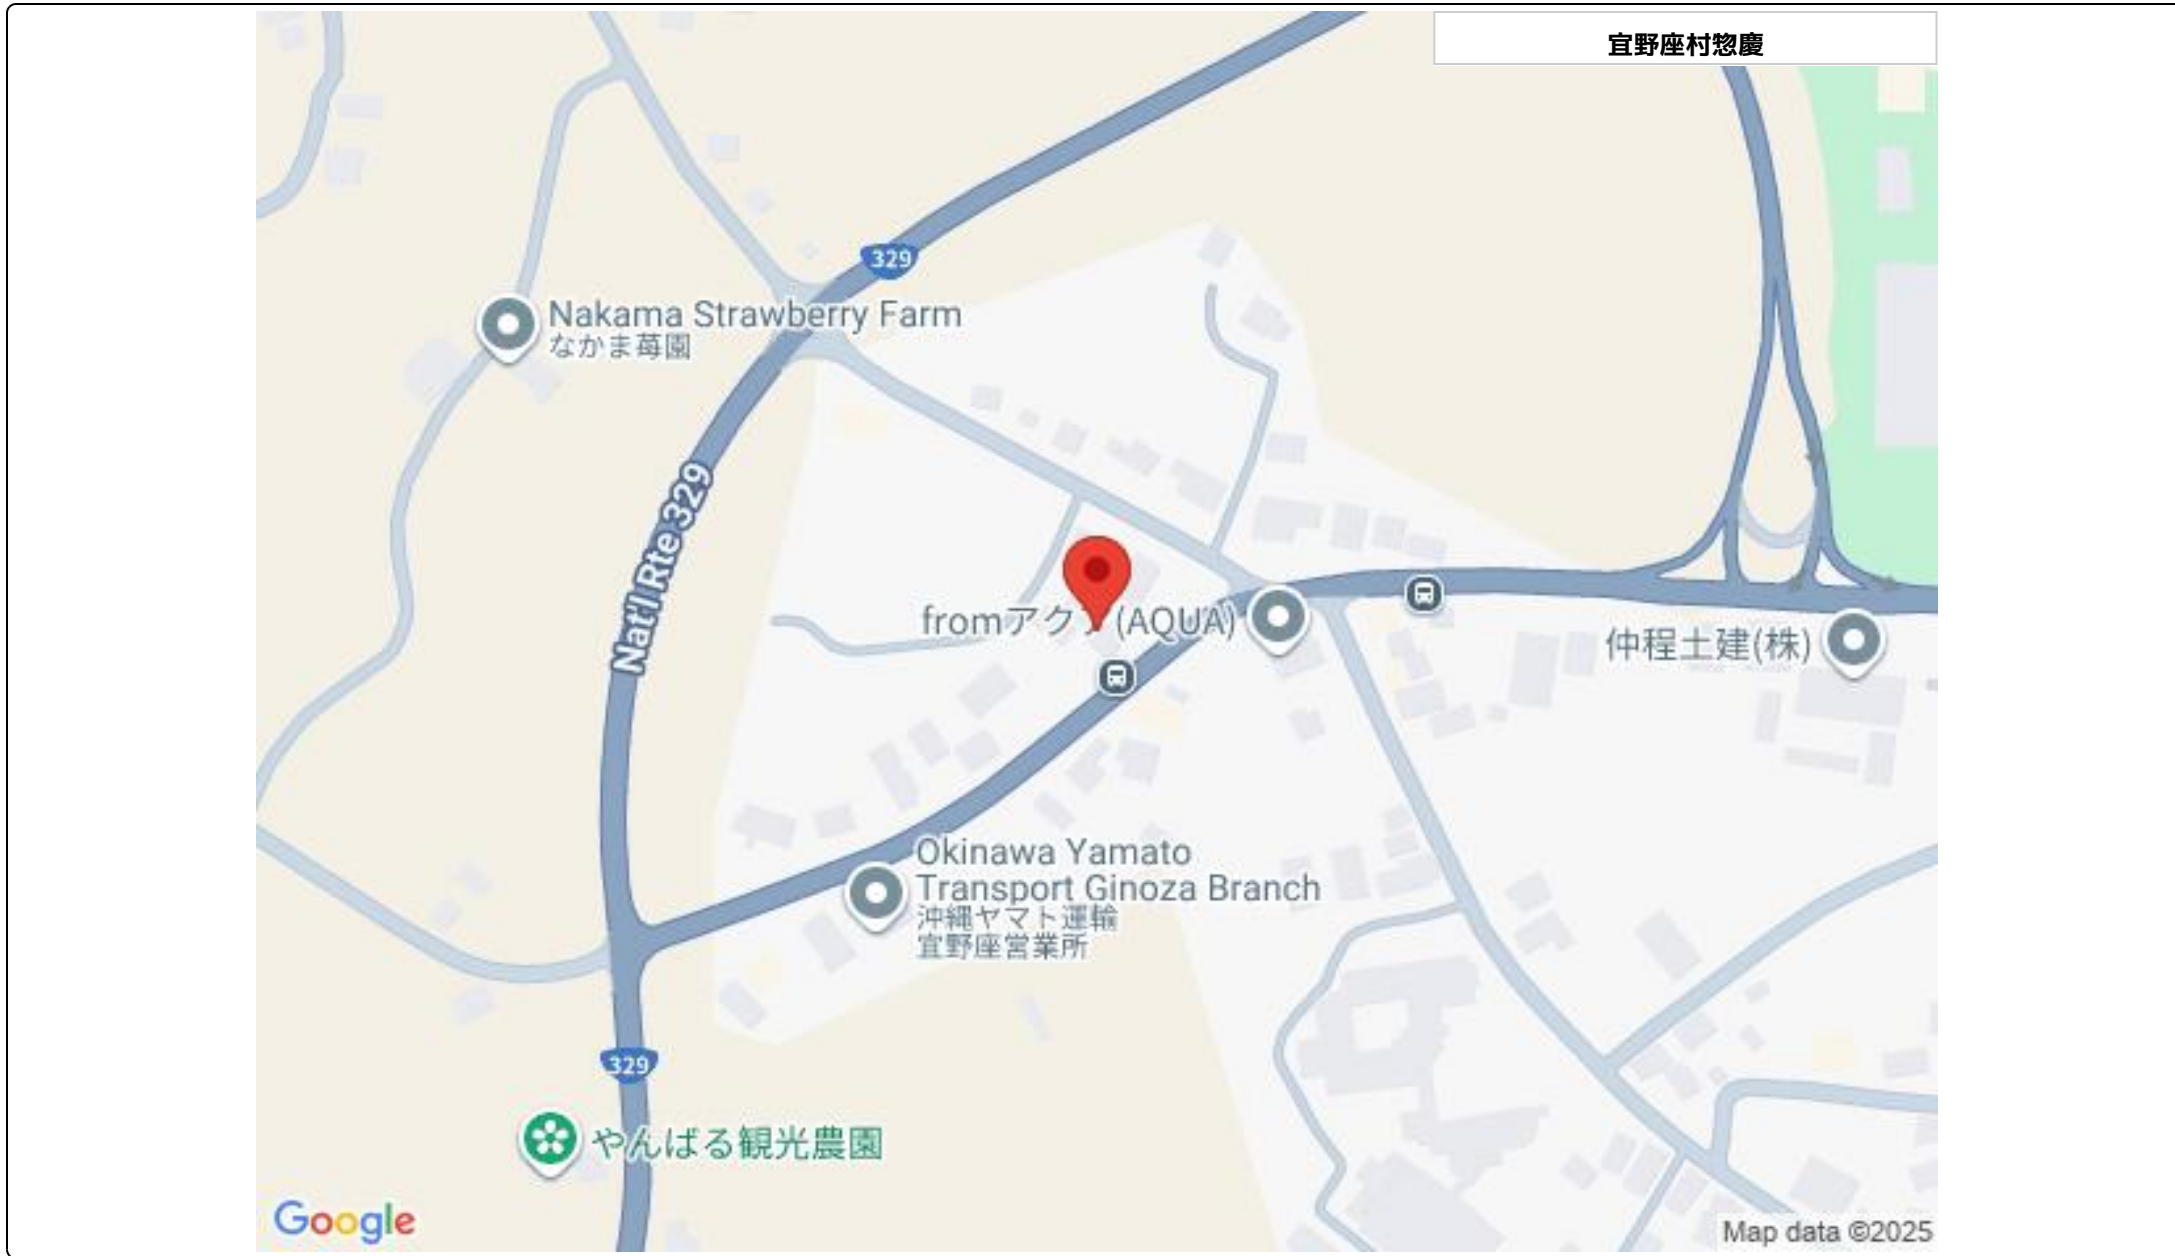 宜野座村惣慶
329
Nakama Strawberry Farm
なかま苺園
Nat'l Rte 329
fromアクア(AQUA)
仲程土建(株)
Okinawa Yamato
Transport Ginoza Branch
沖縄ヤマト運輸
宜野座営業所
329
やんばる観光農園
Google
Map data ©2025